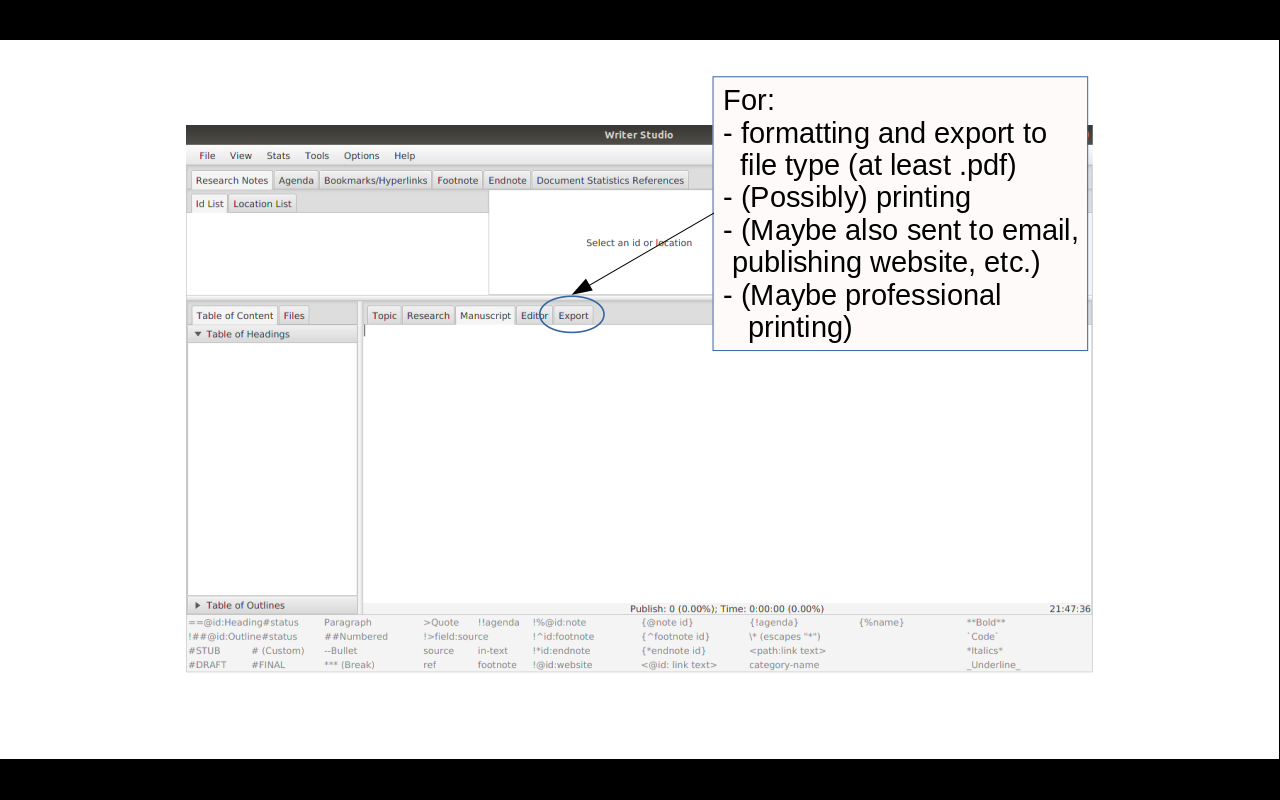 For:
- formatting and export to
file type (at least .pdf)
- (Possibly) printing
- (Maybe also sent to email,
publishing website, etc.)
- (Maybe professional
printing)
Writer Studio
File View Stats Tools Options Help
Research Notes Agenda Bookmarks/Hyperlinks Footnote Endnote Document Statistics References
Id List Location List
Select an id or location
Table of Content Files
Topic Research Manuscript Editor Export
Table of Headings
Table of Outlines
Publish: 0 (0.00%); Time: 0:00:00 (0.00%) 21:47:36
==@id:Heading#status Paragraph >Quote !!agenda !%@id:note {@note id} {!agenda} {%name} **Bold**
!##@id:Outline#status ##Numbered !>field:source !^id:footnote {^footnote id} \* (escapes "*") `Code`
#STUB # (Custom) --Bullet source in-text !*id:endnote {*endnote id} <path:link text> *Italics*
#DRAFT #FINAL *** (Break) ref footnote !@id:website <@id: link text> category-name _Underline_